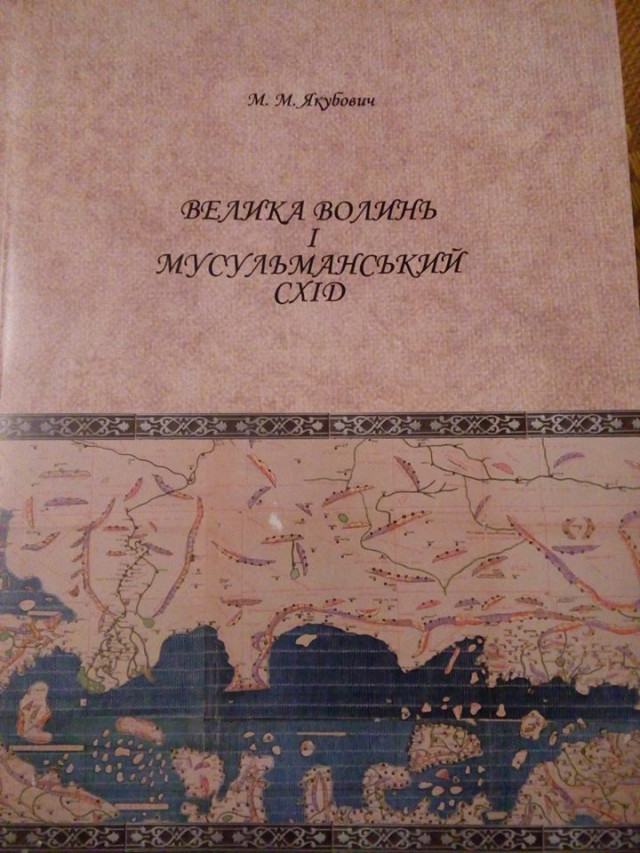 М. М. Якубович
ВЕЛИКА ВОЛИНЬ
І
МУСУЛЬМАНСЬКИЙ
СХІД